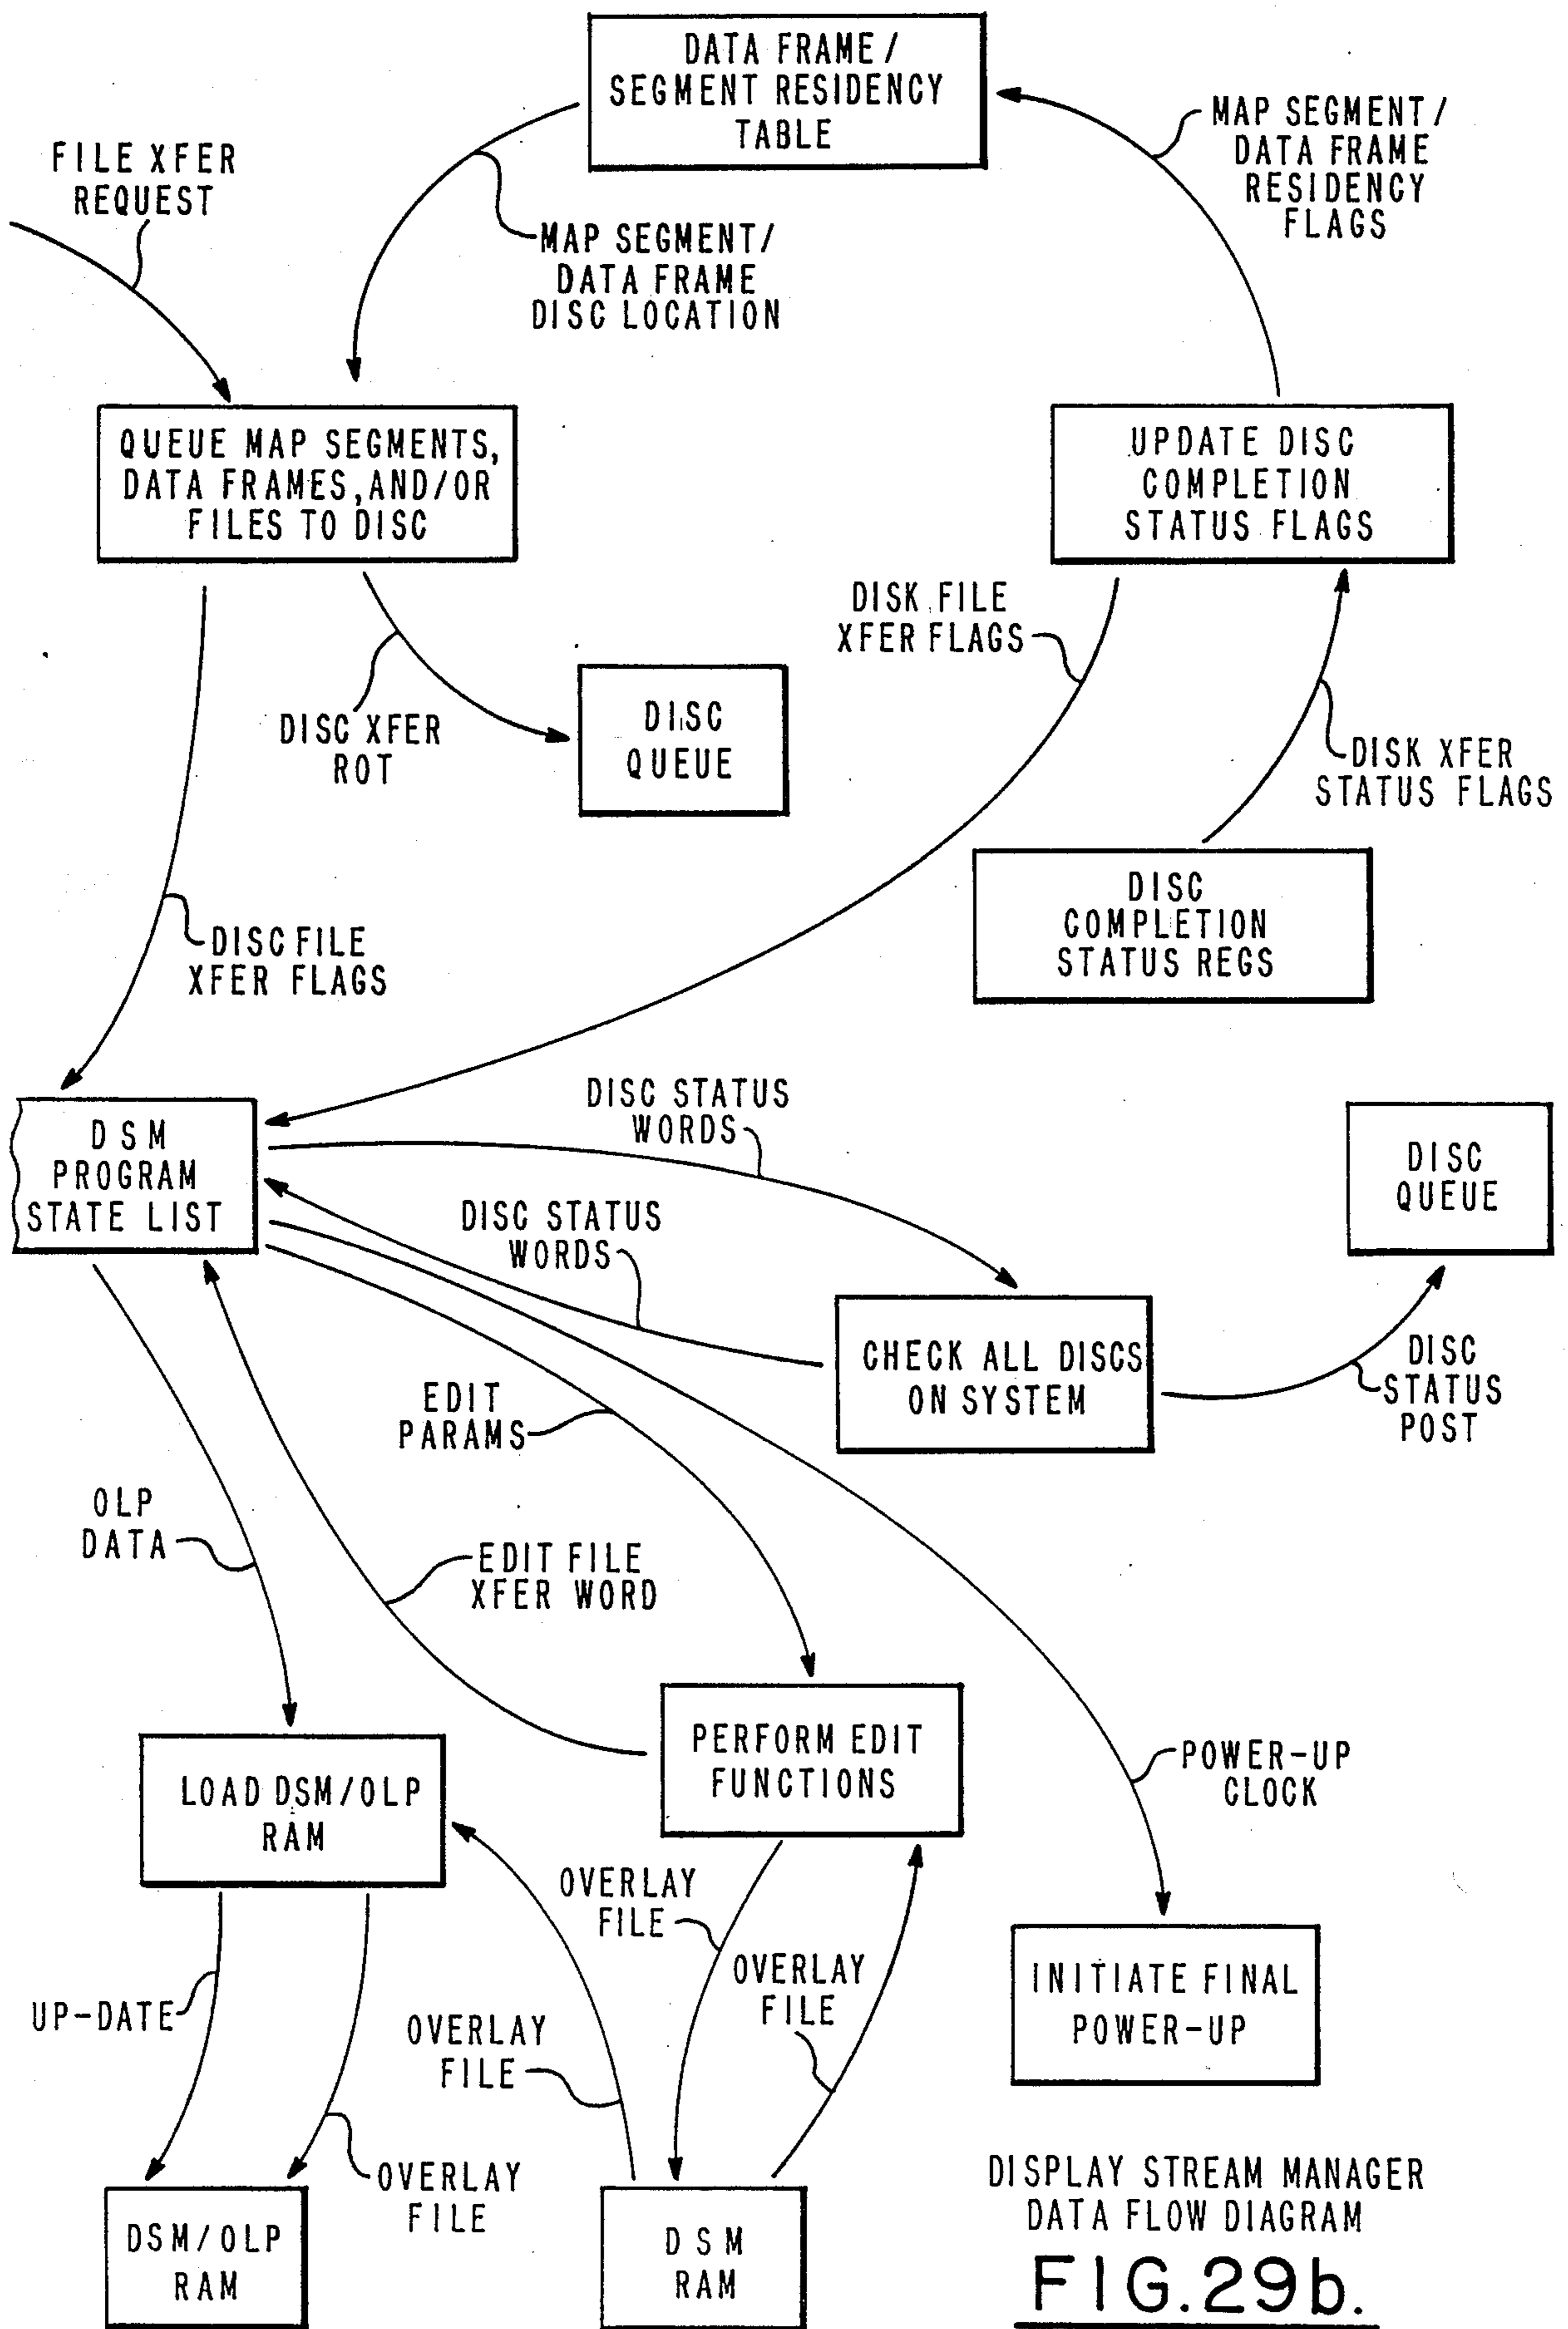 DATA FRAME /
SEGMENT RESIDENCY
TABLE
FILE XFER
REQUEST
MAP SEGMENT/
DATA FRAME
DISC LOCATION
MAP SEGMENT/
DATA FRAME
RESIDENCY
FLAGS
QUEUE MAP SEGMENTS,
DATA FRAMES, AND/OR
FILES TO DISC
UPDATE DISC
COMPLETION
STATUS FLAGS
DISC XFER
ROT
DISC
QUEUE
DISK FILE
XFER FLAGS
DISK XFER
STATUS FLAGS
DISC
COMPLETION
STATUS REGS
DISC FILE
XFER FLAGS
DSM
PROGRAM
STATE LIST
DISC STATUS
WORDS
DISC STATUS
WORDS
DISC
QUEUE
CHECK ALL DISCS
ON SYSTEM
DISC
STATUS
POST
EDIT
PARAMS
OLP
DATA
EDIT FILE
XFER WORD
PERFORM EDIT
FUNCTIONS
POWER-UP
CLOCK
LOAD DSM/OLP
RAM
OVERLAY
FILE
OVERLAY
FILE
INITIATE FINAL
POWER-UP
UP-DATE
OVERLAY
FILE
OVERLAY
FILE
DSM/OLP
RAM
DSM
RAM
DISPLAY STREAM MANAGER
DATA FLOW DIAGRAM
FIG.29b.